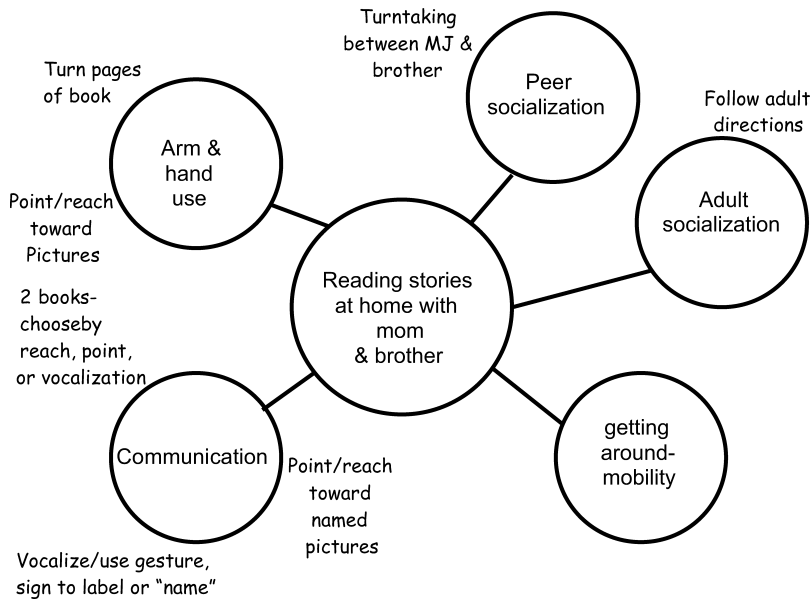 Turntaking
between MJ &
brother
Turn pages
of book
Peer
socialization
Follow adult
directions
Arm &
hand
use
Adult
socialization
Point/reach
toward
Pictures
Reading stories
at home with
mom
& brother
2 books-
chooseby
reach, point,
or vocalization
getting
around-
mobility
Communication
Point/reach
toward
named
pictures
Vocalize/use gesture,
sign to label or “name”